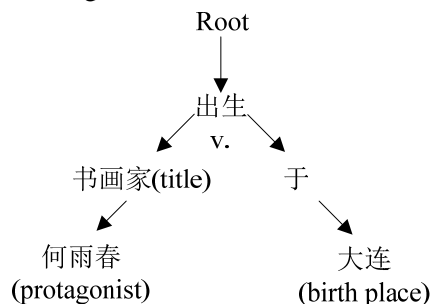 Root
出生
v.
书画家(title)
于
何雨春
(protagonist)
大连
(birth place)